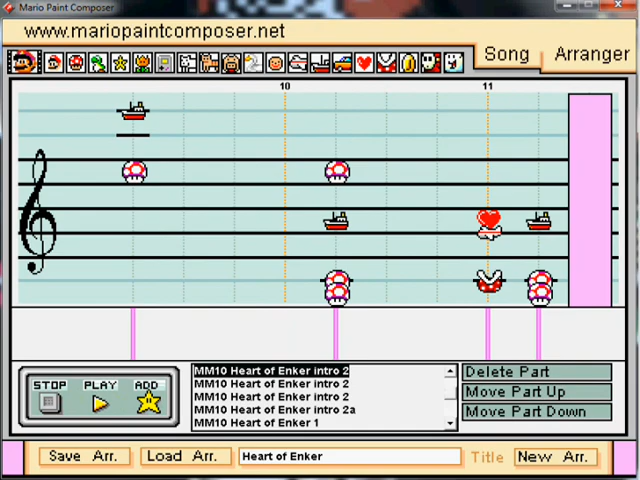 Mario Paint Composer
www.mariopaintcomposer.net
Song
Arranger
10
11
STOP
PLAY
ADD
MM10 Heart of Enker intro 2
MM10 Heart of Enker intro 2
MM10 Heart of Enker intro 2
MM10 Heart of Enker intro 2a
MM10 Heart of Enker 1
Delete Part
Move Part Up
Move Part Down
Save Arr.
Load Arr.
Heart of Enker
Title
New Arr.